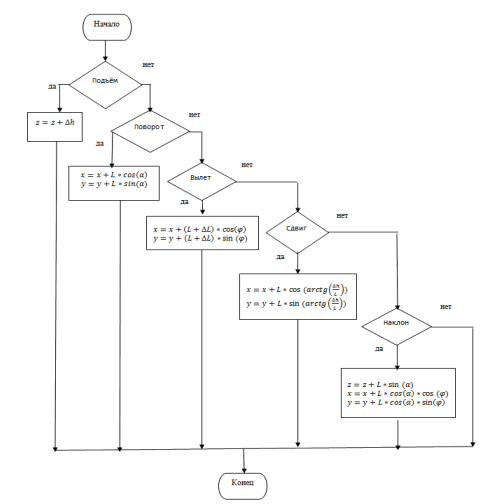 Начало
нет
Подъём
да
z = z + Δh
нет
Поворот
да
x = x + L * cos(α)
y = y + L * sin(α)
нет
Вылет
да
x = x + (L + ΔL) * cos(φ)
y = y + (L + ΔL) * sin (φ)
нет
Сдвиг
да
x = x + L * cos (arctg(Δh/L))
y = y + L * sin (arctg(Δh/L))
нет
Наклон
да
z = z + L * sin (α)
x = x + L * cos(α) * cos (φ)
y = y + L * cos(α) * sin(φ)
Конец